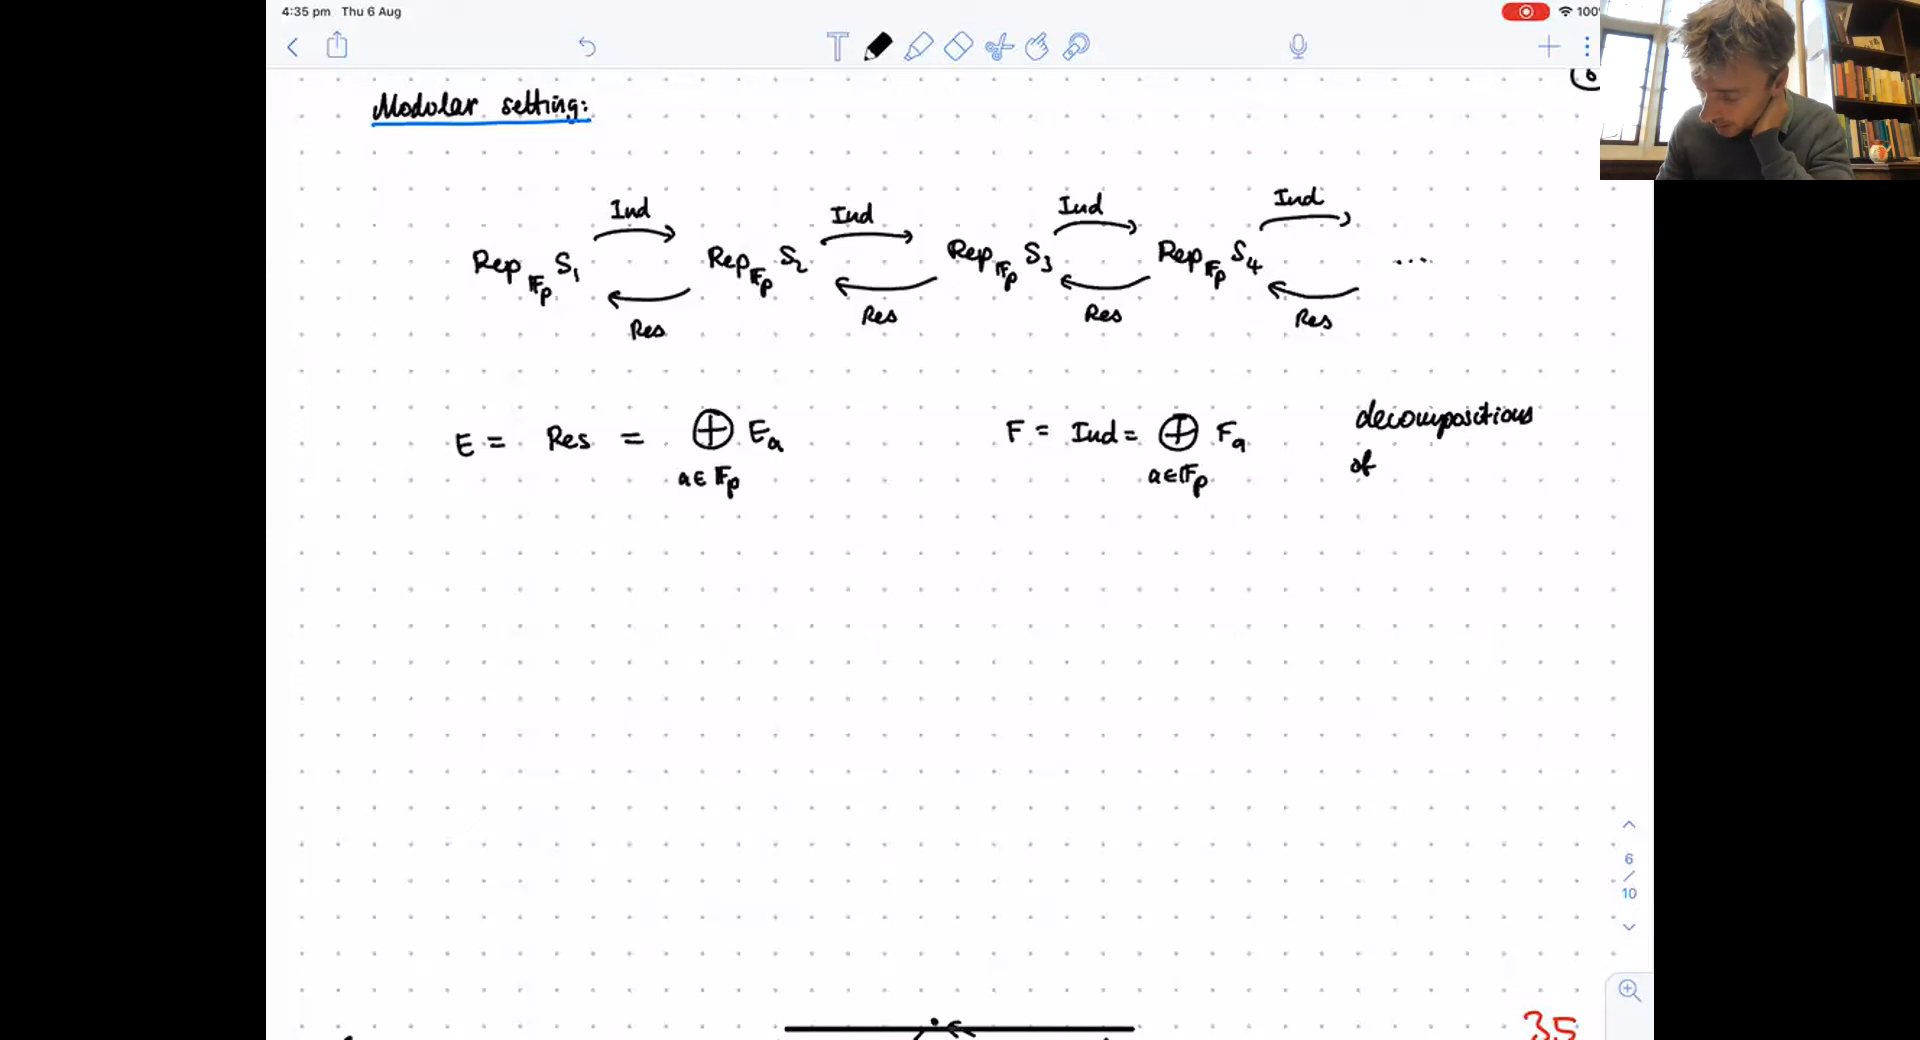 4:35 pm Thu 6 Aug
100
T
6
Modular setting:
Ind Ind Ind Ind
Rep_{𝔽_p} S_1 Rep_{𝔽_p} S_2 Rep_{𝔽_p} S_3 Rep_{𝔽_p} S_4 ...
Res Res Res Res
E = Res = ⊕_{a∈𝔽_p} E_a F = Ind = ⊕_{a∈𝔽_p} F_a decompositions
of
6
/
10
35